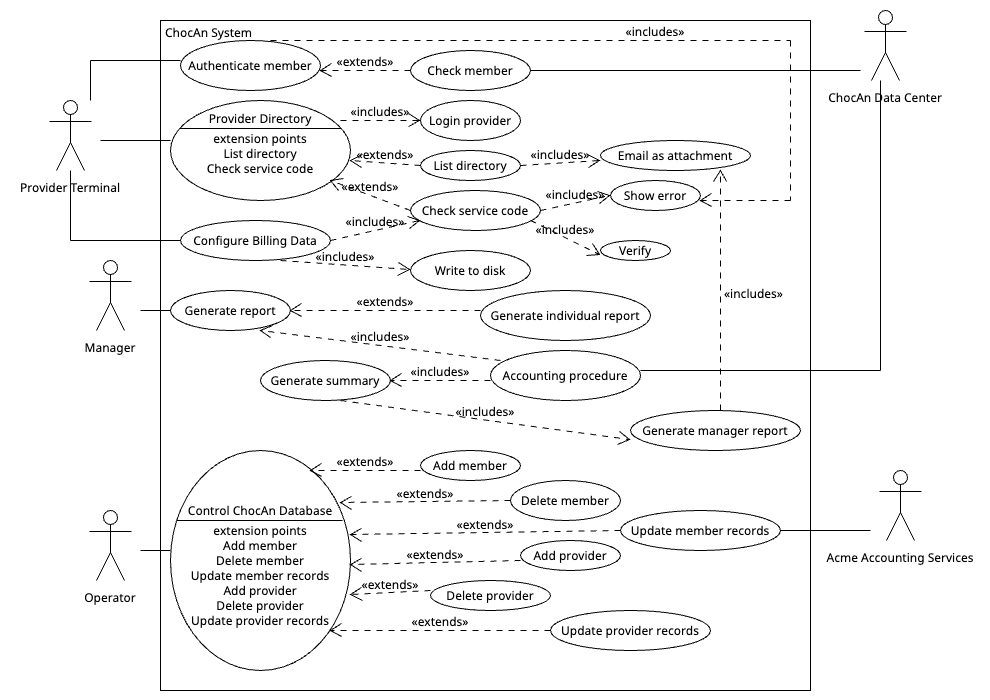 ChocAn System
«includes»
Authenticate member
«extends»
Check member
ChocAn Data Center
Provider Directory
extension points
List directory
Check service code
«includes»
Login provider
«extends»
List directory
«includes»
Email as attachment
Provider Terminal
«extends»
Check service code
«includes»
Show error
«includes»
Verify
Configure Billing Data
«includes»
«includes»
Write to disk
«includes»
Manager
Generate report
«extends»
Generate individual report
«includes»
Accounting procedure
«includes»
Generate summary
«includes»
Generate manager report
Operator
Control ChocAn Database
extension points
Add member
Delete member
Update member records
Add provider
Delete provider
Update provider records
«extends»
Add member
«extends»
Delete member
«extends»
Update member records
Acme Accounting Services
«extends»
Add provider
«extends»
Delete provider
«extends»
Update provider records